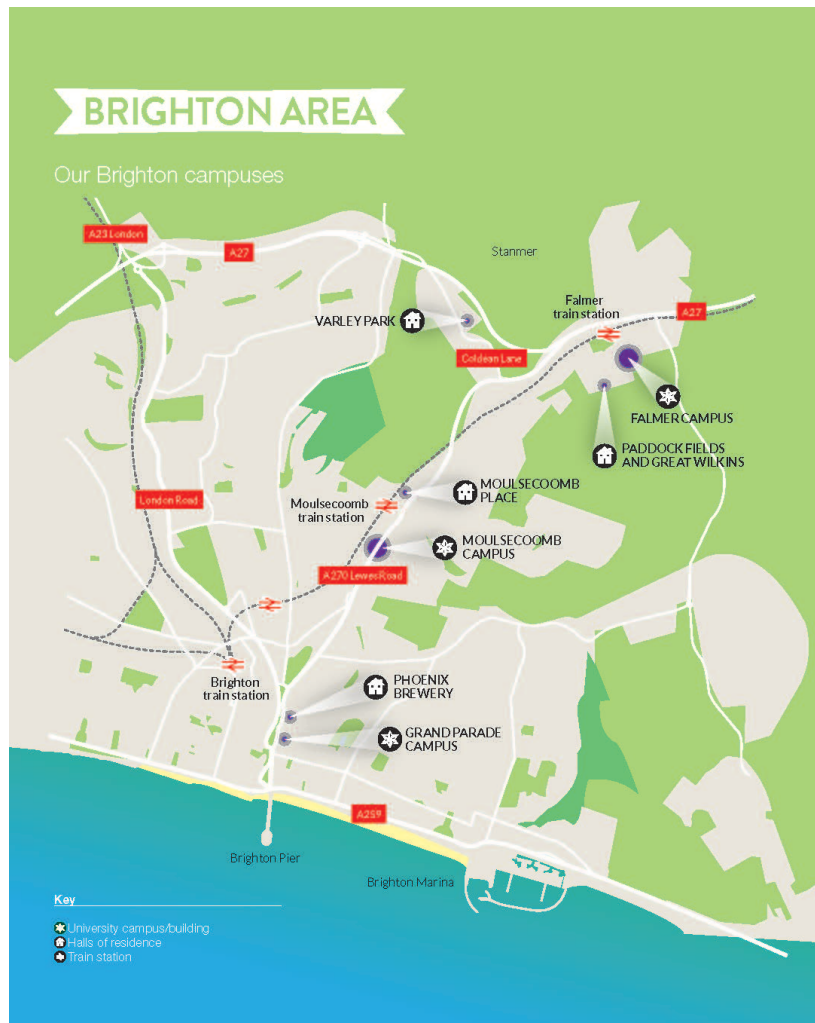 BRIGHTON AREA
Our Brighton campuses
A23 London
A27
Stanmer
Falmer
train station
A27
VARLEY PARK
Coldean Lane
FALMER CAMPUS
PADDOCK FIELDS
AND GREAT WILKINS
MOULSECOOMB
PLACE
London Road
Moulsecoomb
train station
MOULSECOOMB
CAMPUS
A270 Lewes Road
Brighton
train station
PHOENIX
BREWERY
GRAND PARADE
CAMPUS
A259
Brighton Pier
Brighton Marina
Key
University campus/building
Halls of residence
Train station